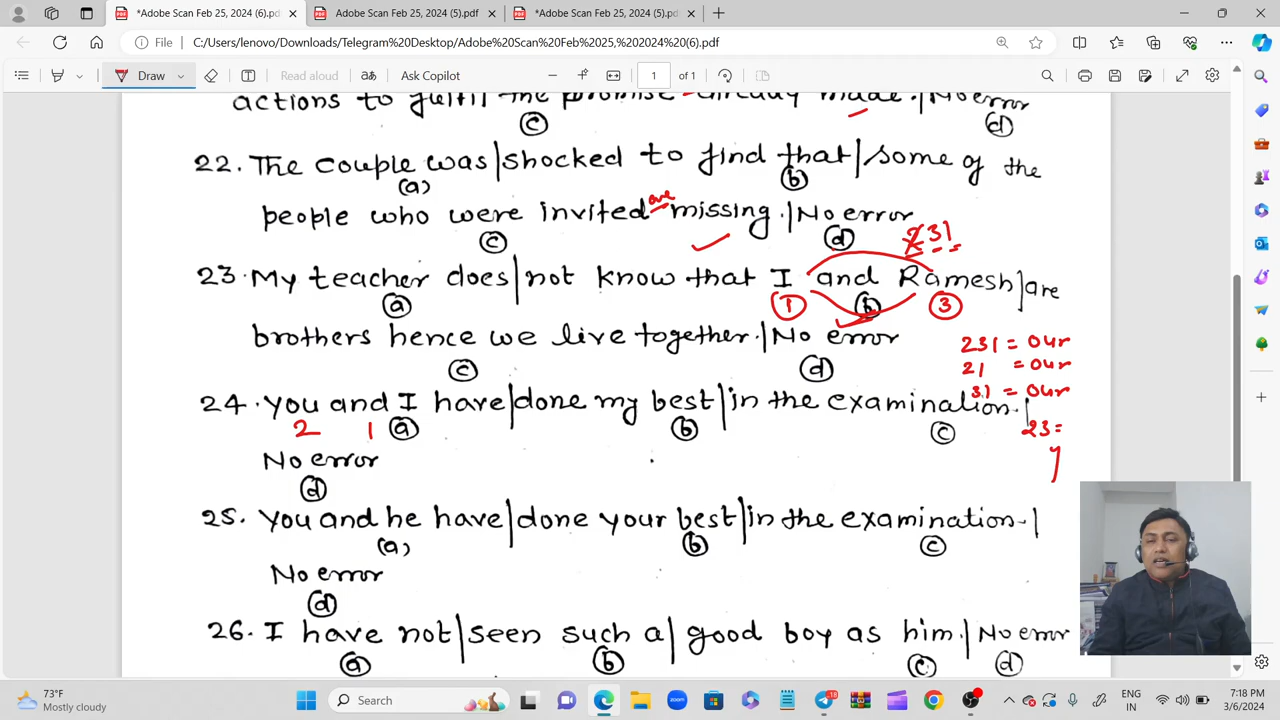 *Adobe Scan Feb 25, 2024 (6).pdf
Adobe Scan Feb 25, 2024 (5).pdf
*Adobe Scan Feb 25, 2024 (5).pdf
File
C:/Users/lenovo/Downloads/Telegram%20Desktop/Adobe%20Scan%20Feb%2025,%202024%20(6).pdf
Draw
Read aloud
Ask Copilot
1 of 1
actions to fulfil the promise already made. | No error
(c) (d)
22. The couple was | shocked to find that | some of the
(a) (b)
are
people who were invited missing. | No error
(c) (d)
231
23. My teacher does | not know that I and Ramesh | are
(a) 1 (b) 3
brothers hence we live together. | No error
(c) (d)
231 = our
21 = our
31 = our
24. You and I have | done my best | in the examination. |
2 1 (a) (b) (c)
23 =
y
No error
(d)
25. You and he have | done your best | in the examination. |
(a) (b) (c)
No error
(d)
26. I have not | seen such a | good boy as him. | No error
(a) (b) (c) (d)
73°F
Mostly cloudy
Search
18
ENG
IN
7:18 PM
3/6/2024